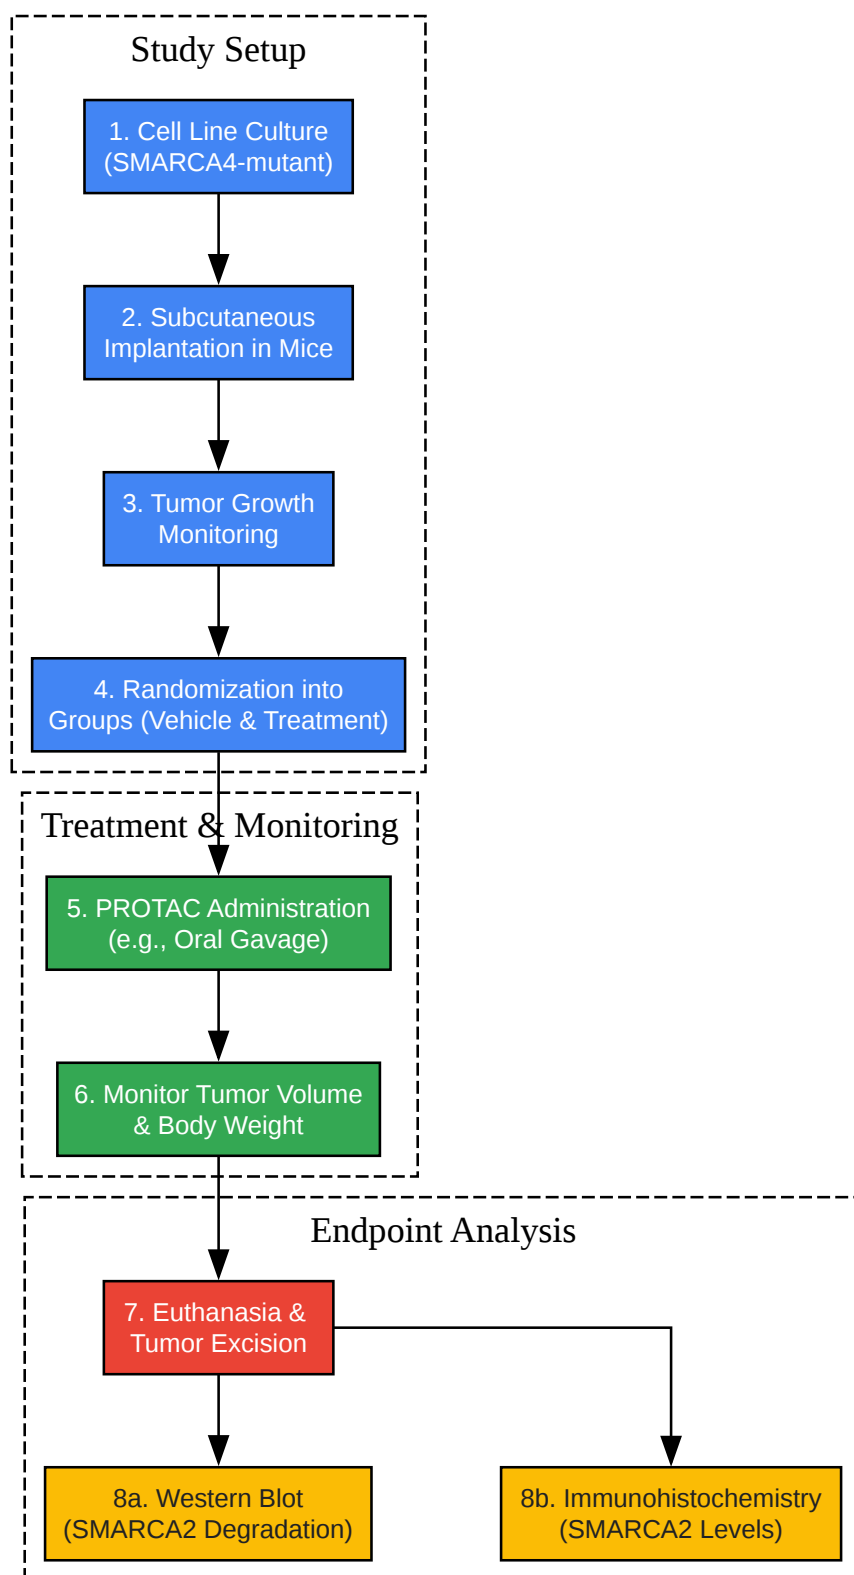 Study Setup
1. Cell Line Culture
(SMARCA4-mutant)
2. Subcutaneous
Implantation in Mice
3. Tumor Growth
Monitoring
4. Randomization into
Groups (Vehicle & Treatment)
Treatment & Monitoring
5. PROTAC Administration
(e.g., Oral Gavage)
6. Monitor Tumor Volume
& Body Weight
Endpoint Analysis
7. Euthanasia &
Tumor Excision
8a. Western Blot
(SMARCA2 Degradation)
8b. Immunohistochemistry
(SMARCA2 Levels)